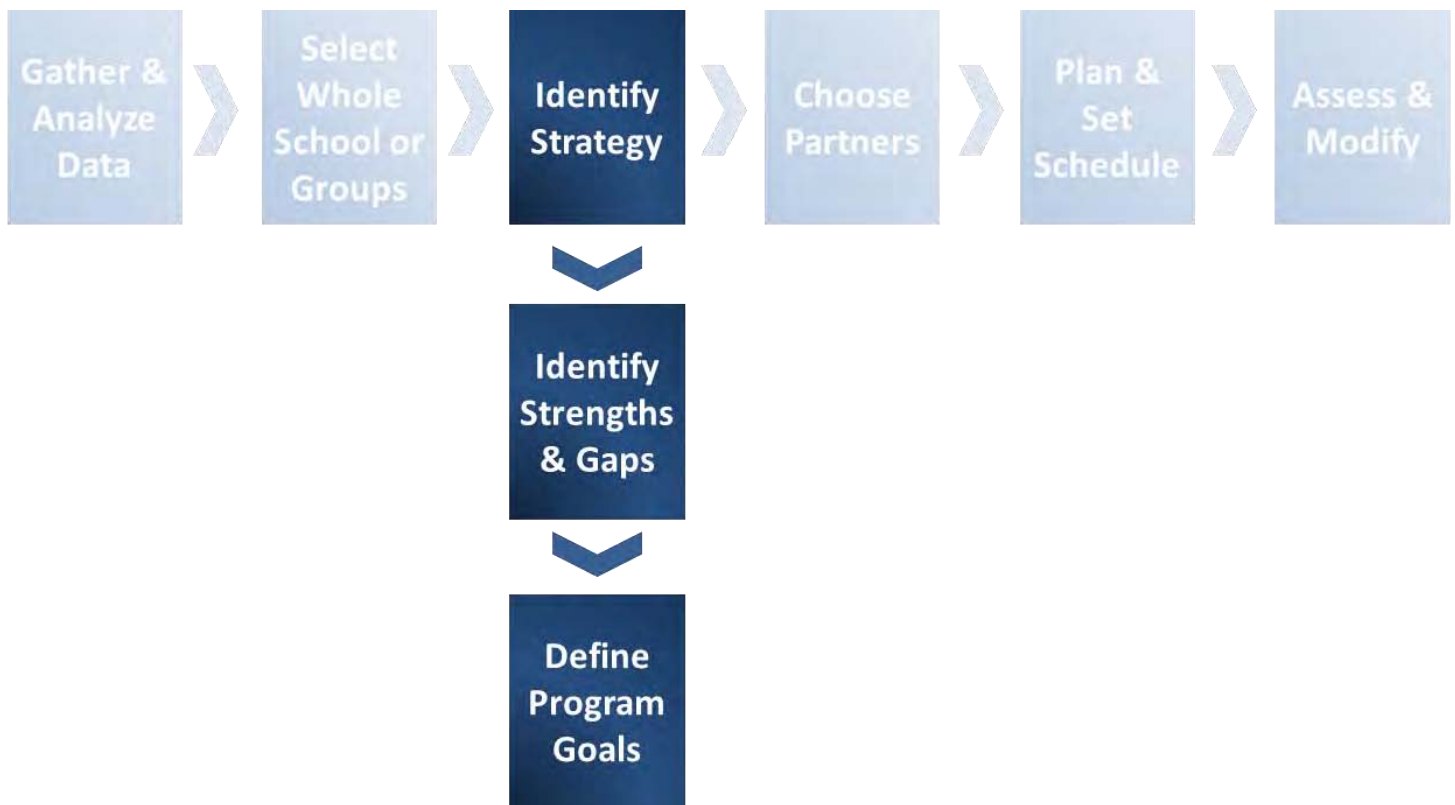 Gather &
Analyze
Data
Select
Whole
School or
Groups
Identify
Strategy
Choose
Partners
Plan &
Set
Schedule
Assess &
Modify
Identify
Strengths
& Gaps
Define
Program
Goals